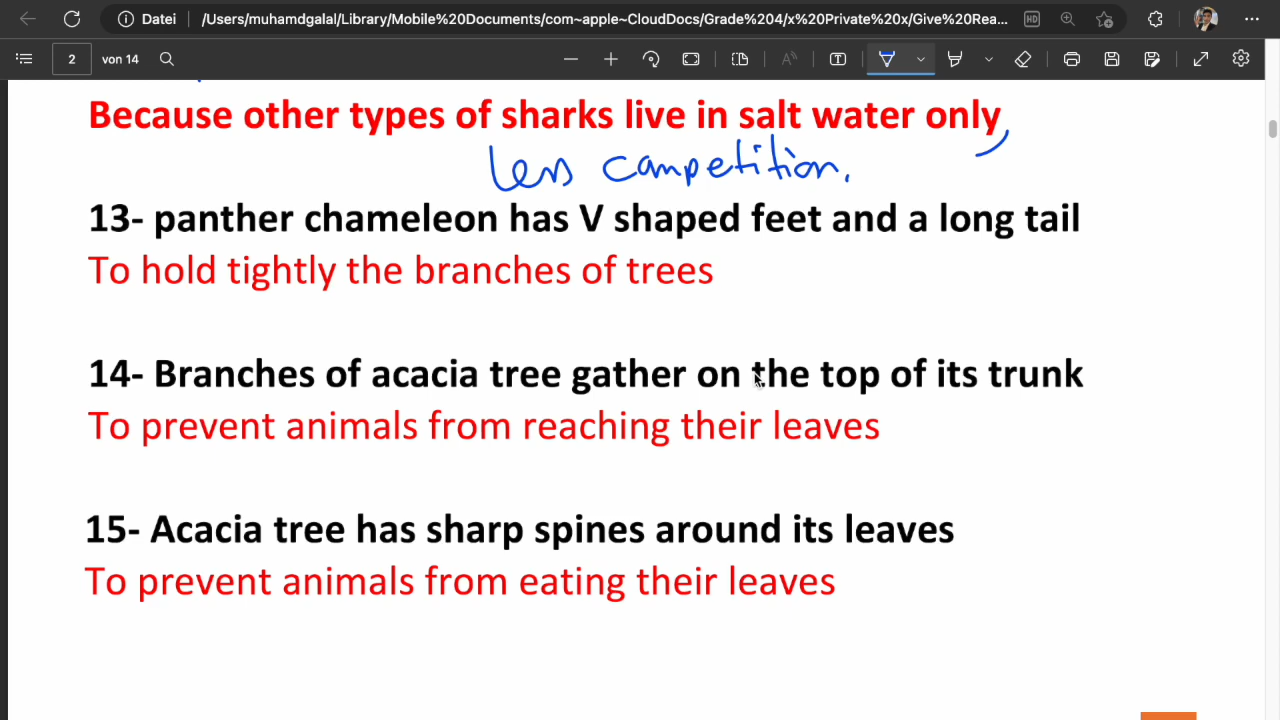 Datei /Users/muhamdgalal/Library/Mobile%20Documents/com~apple~CloudDocs/Grade%204/x%20Private%20x/Give%20Rea... HD
2 von 14
Because other types of sharks live in salt water only,
less campetition.
13- panther chameleon has V shaped feet and a long tail
To hold tightly the branches of trees
14- Branches of acacia tree gather on the top of its trunk
To prevent animals from reaching their leaves
15- Acacia tree has sharp spines around its leaves
To prevent animals from eating their leaves